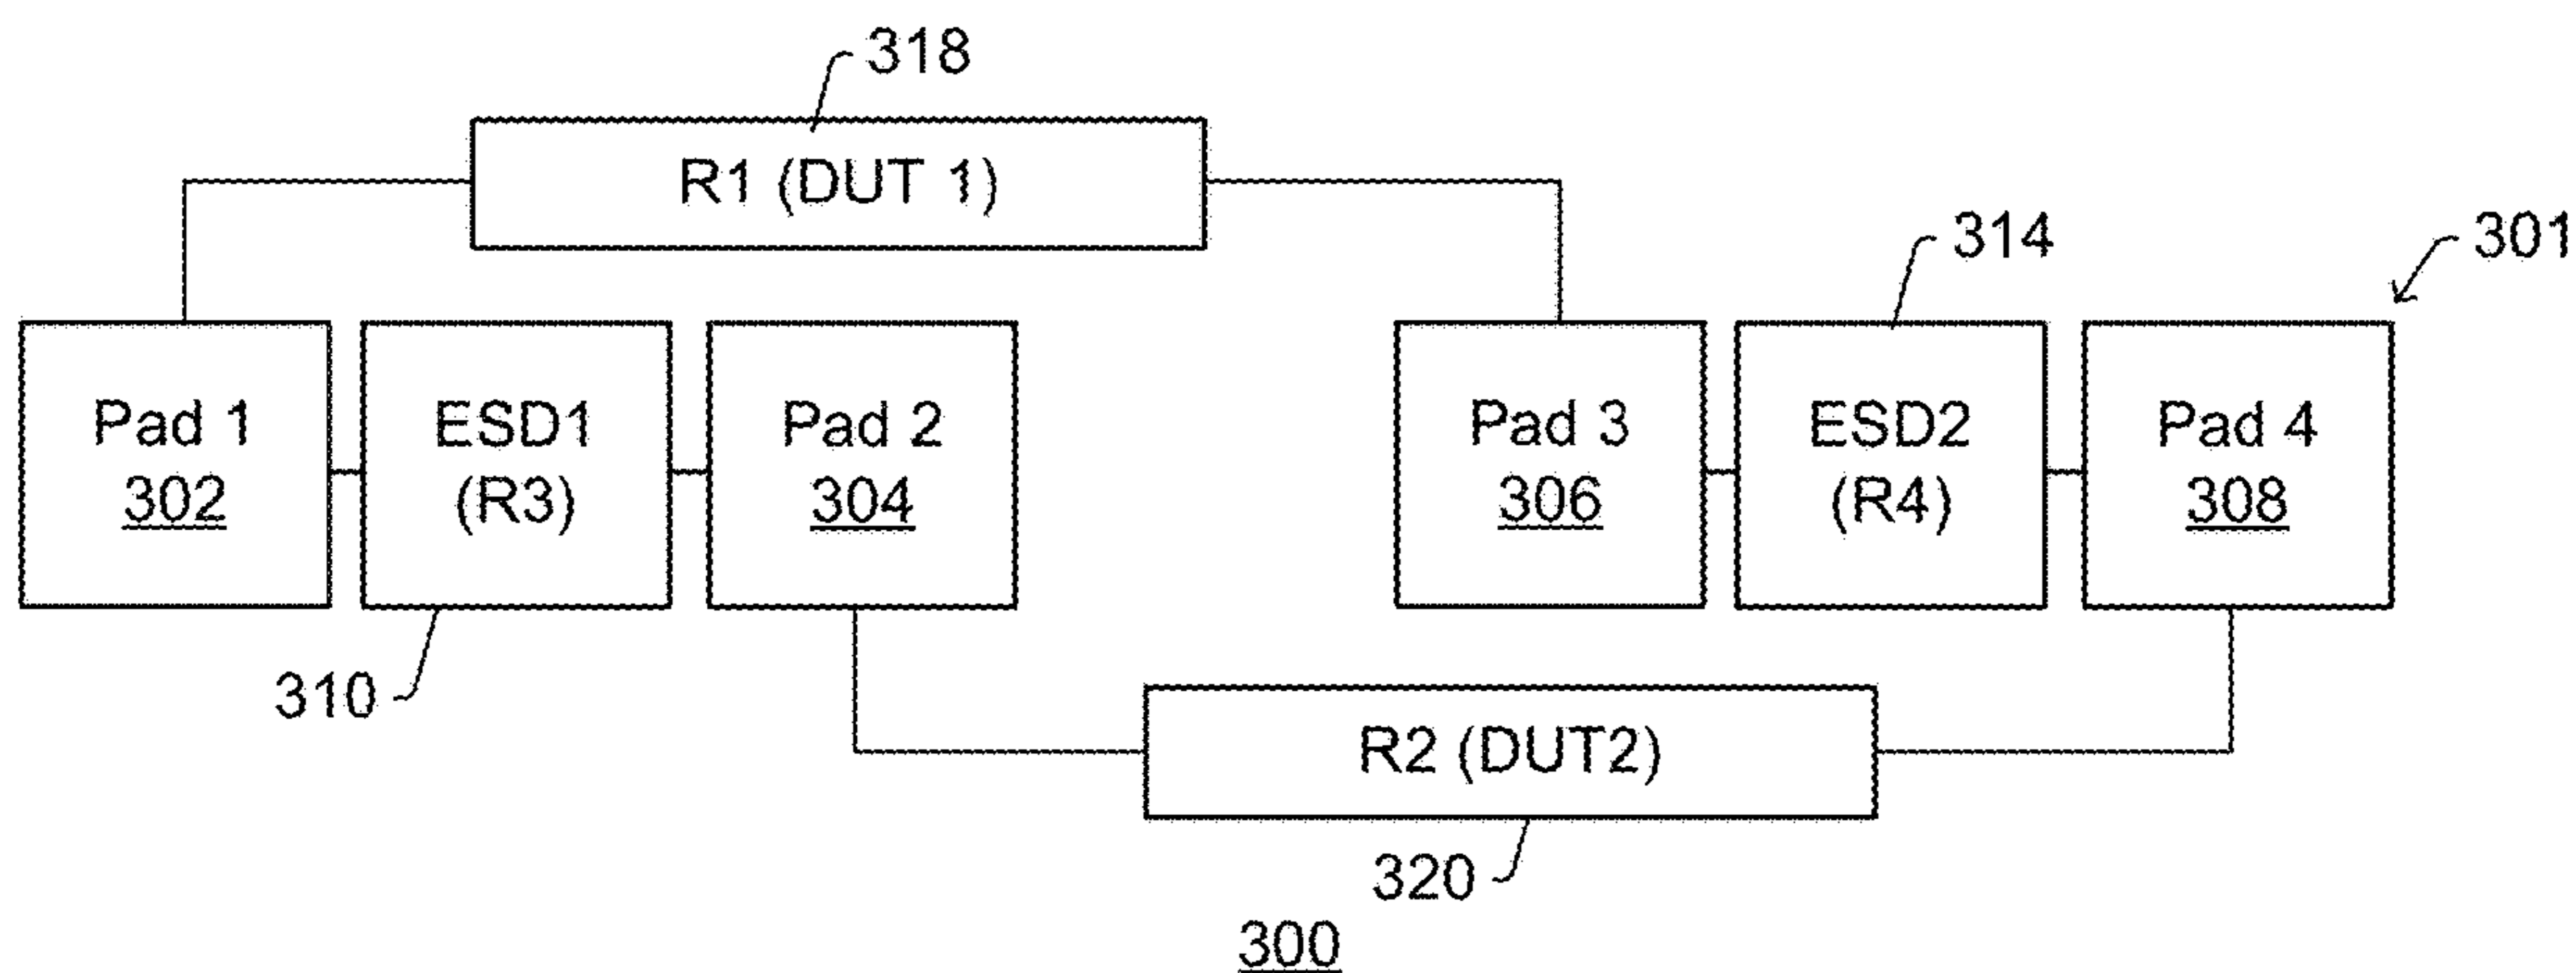 318
R1 (DUT 1)
314
301
Pad 1
302
ESD1
(R3)
Pad 2
304
Pad 3
306
ESD2
(R4)
Pad 4
308
310
R2 (DUT2)
320
300